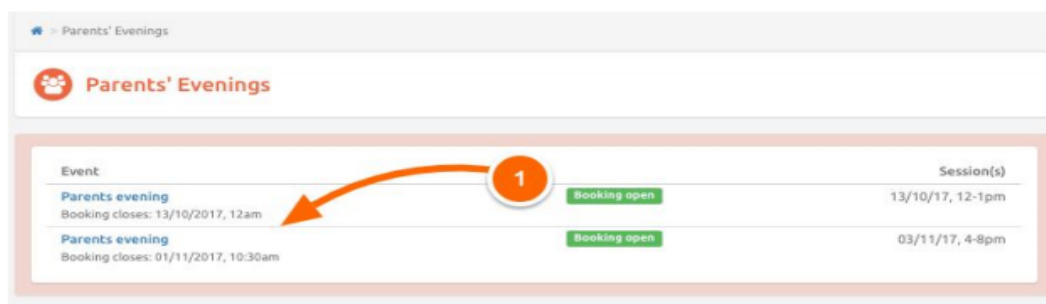 > Parents' Evenings
Parents' Evenings
Event Session(s)
1
Parents evening Booking open 13/10/17, 12-1pm
Booking closes: 13/10/2017, 12am
Parents evening Booking open 03/11/17, 4-8pm
Booking closes: 01/11/2017, 10:30am